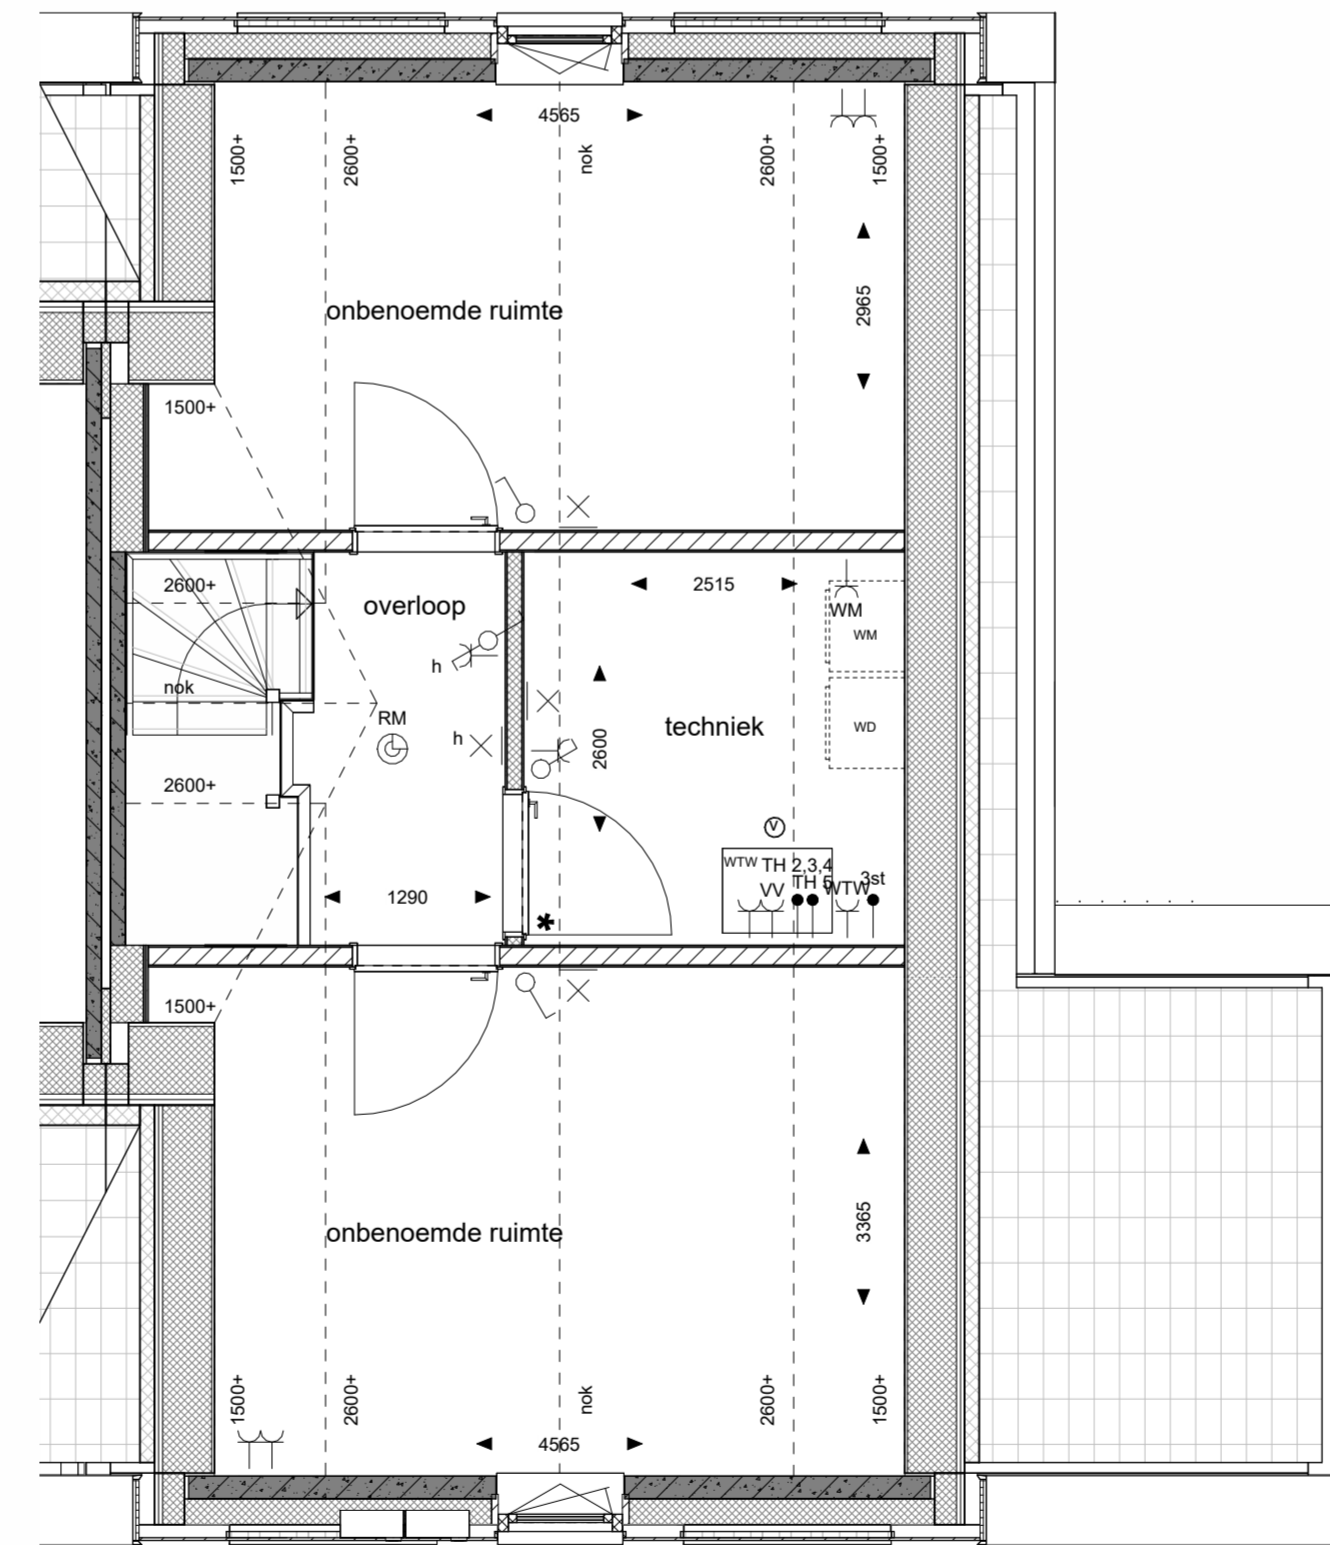 4565
1500+
2600+
nok
2600+
1500+
2965
onbenoemde ruimte
1500+
2600+
overloop
2515
WM
WM
h
nok
RM
h
2600
techniek
WD
2600+
V
WTW
TH 2,3,4
VV
TH 5
WTW
3st
1290
*
1500+
3365
onbenoemde ruimte
1500+
2600+
nok
2600+
1500+
4565